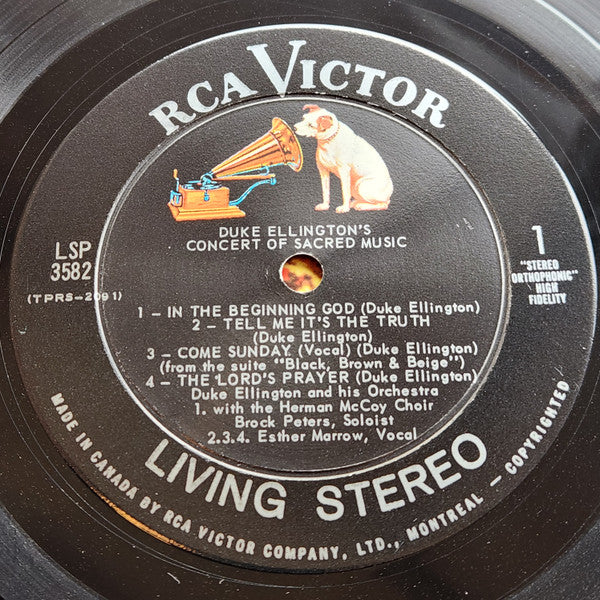 RCA VICTOR
DUKE ELLINGTON'S
CONCERT OF SACRED MUSIC
LSP
3582
(TPRS-2091)
1
"STEREO
ORTHOPHONIC"
HIGH
FIDELITY
1 – IN THE BEGINNING GOD (Duke Ellington)
2 – TELL ME IT'S THE TRUTH
(Duke Ellington)
3 – COME SUNDAY (Vocal) (Duke Ellington)
(from the suite "Black, Brown & Beige")
4 – THE LORD'S PRAYER (Duke Ellington)
Duke Ellington and his Orchestra
1. with the Herman McCoy Choir
Brock Peters, Soloist
2.3.4. Esther Marrow, Vocal
LIVING STEREO
MADE IN CANADA BY RCA VICTOR COMPANY, LTD., MONTREAL – COPYRIGHTED